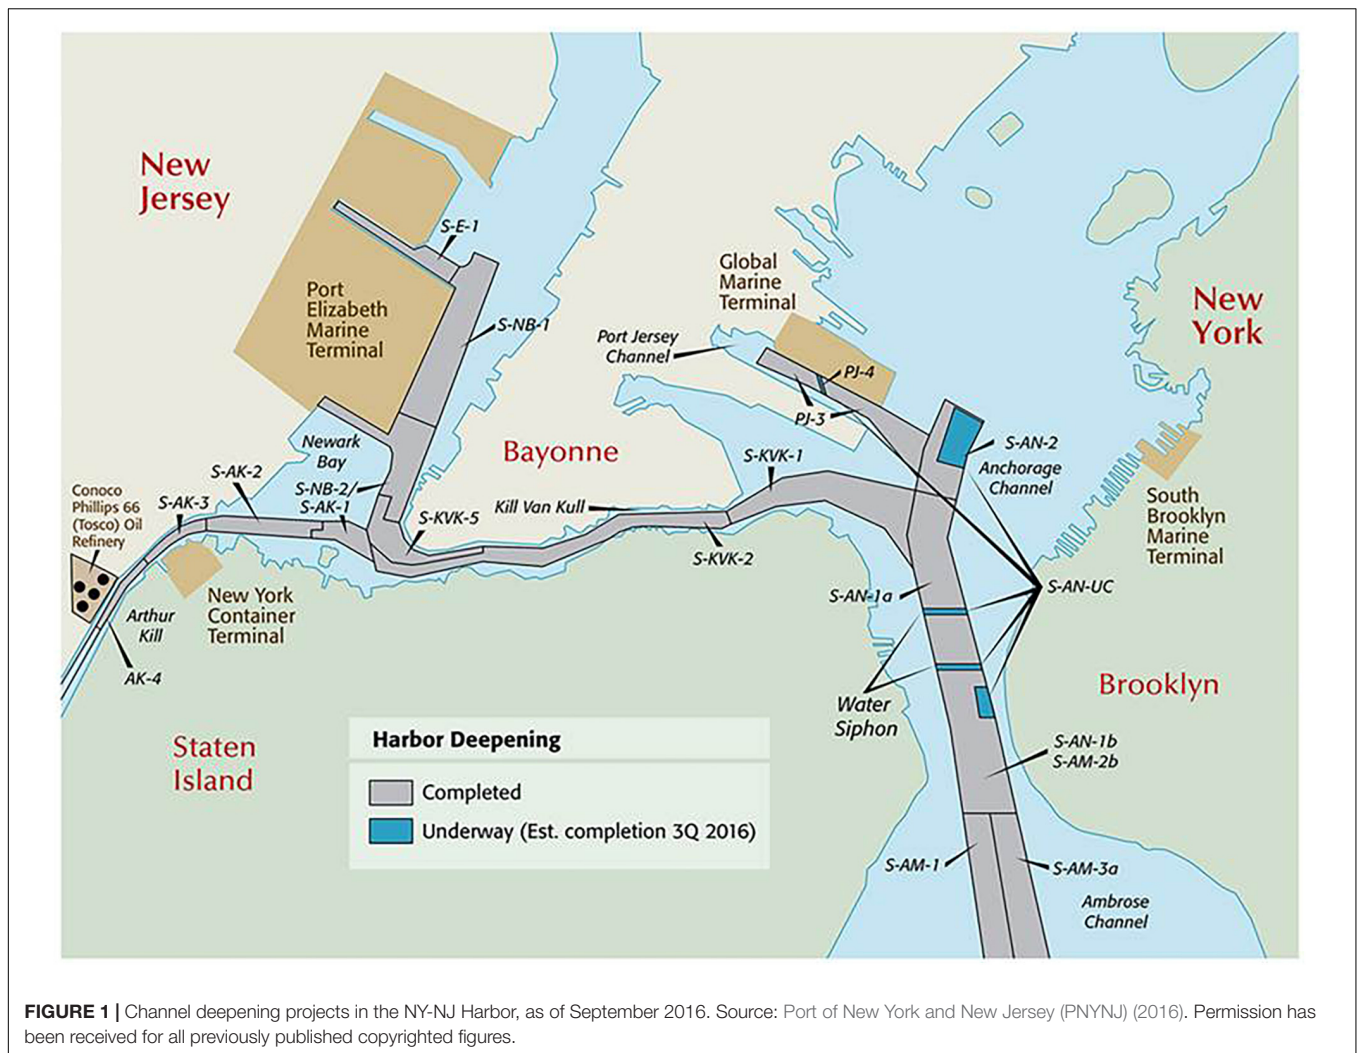 New
Jersey
S-E-1
Port
Elizabeth
Marine
Terminal
S-NB-1
Global
Marine
Terminal
Port Jersey
Channel
PJ-4
PJ-3
New
York
Newark
Bay
Bayonne
S-KVK-1
S-AN-2
Anchorage
Channel
South
Brooklyn
Marine
Terminal
Conoco
Phillips 66
(Tosco) Oil
Refinery
S-AK-3
S-AK-2
S-NB-2/
S-AK-1
S-KVK-5
Kill Van Kull
S-KVK-2
S-AN-1a
S-AN-UC
New York
Container
Terminal
Arthur
Kill
AK-4
Water
Siphon
Brooklyn
Staten
Island
S-AN-1b
S-AM-2b
Harbor Deepening
Completed
Underway (Est. completion 3Q 2016)
S-AM-1
S-AM-3a
Ambrose
Channel
FIGURE 1 | Channel deepening projects in the NY-NJ Harbor, as of September 2016. Source: Port of New York and New Jersey (PNYNJ) (2016). Permission has
been received for all previously published copyrighted figures.